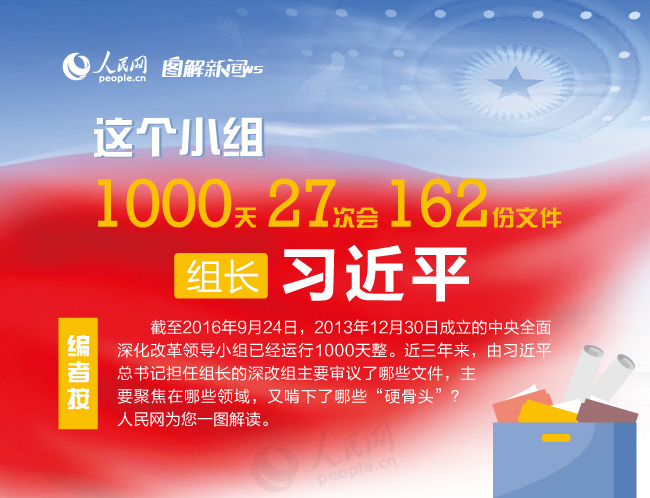 人民网
people.cn
图解新闻NEWS
这个小组
1000天 27次会 162份文件
组长 习近平
编者按
截至2016年9月24日，2013年12月30日成立的中央全面
深化改革领导小组已经运行1000天整。近三年来，由习近平
总书记担任组长的深改组主要审议了哪些文件，主
要聚焦在哪些领域，又啃下了哪些“硬骨头”？
人民网为您一图解读。
人民网
people.cn